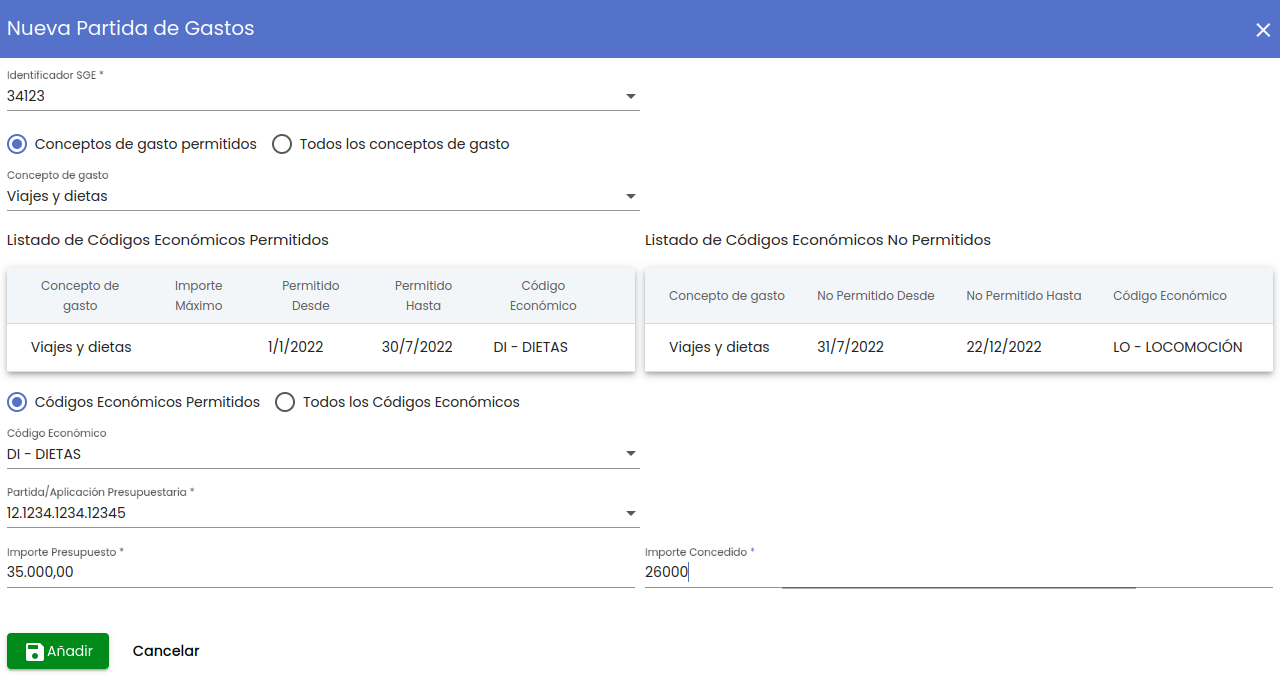 Nueva Partida de Gastos
Identificador SGE *
34123
Conceptos de gasto permitidos Todos los conceptos de gasto
Concepto de gasto
Viajes y dietas
Listado de Códigos Económicos Permitidos
Concepto de gasto Importe Máximo Permitido Desde Permitido Hasta Código Económico
Viajes y dietas 1/1/2022 30/7/2022 DI - DIETAS
Listado de Códigos Económicos No Permitidos
Concepto de gasto No Permitido Desde No Permitido Hasta Código Económico
Viajes y dietas 31/7/2022 22/12/2022 LO - LOCOMOCIÓN
Códigos Económicos Permitidos Todos los Códigos Económicos
Código Económico
DI - DIETAS
Partida/Aplicación Presupuestaria *
12.1234.1234.12345
Importe Presupuesto *
35.000,00
Importe Concedido *
26000
Añadir Cancelar